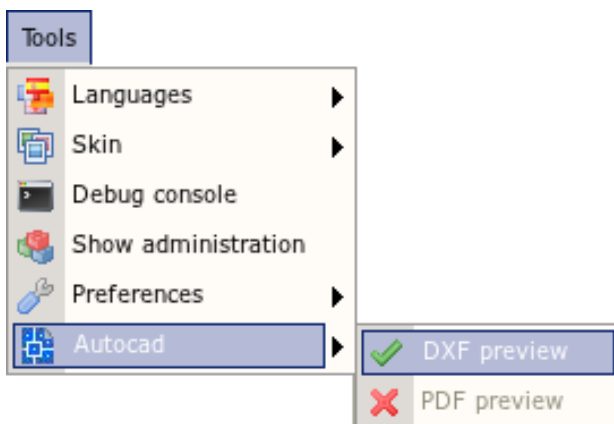 Tools
Languages
Skin
Debug console
Show administration
Preferences
Autocad
DXF preview
PDF preview